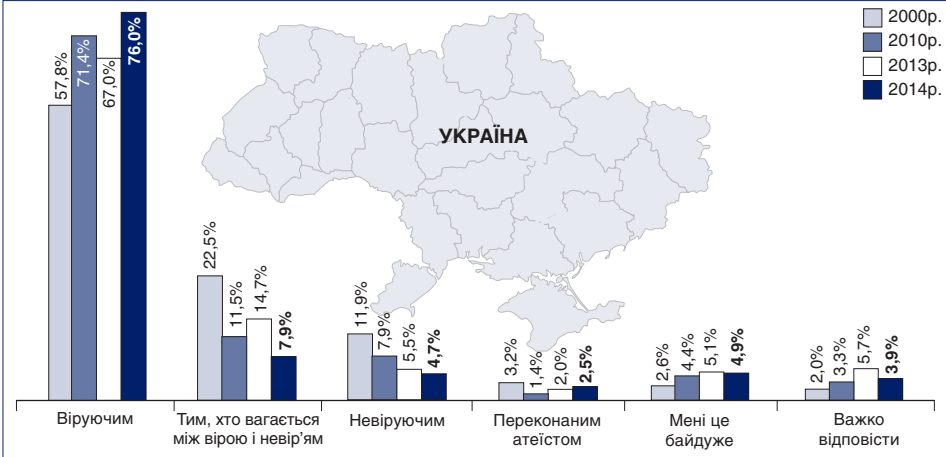 2000р.
2010р.
2013р.
2014р.
УКРАЇНА
57,8%
71,4%
67,0%
76,0%
22,5%
11,5%
14,7%
7,9%
11,9%
7,9%
5,5%
4,7%
3,2%
1,4%
2,0%
2,5%
2,6%
4,4%
5,1%
4,9%
2,0%
3,3%
5,7%
3,9%
Віруючим
Тим, хто вагається
між вірою і невір'ям
Невіруючим
Переконаним
атеїстом
Мені це
байдуже
Важко
відповісти